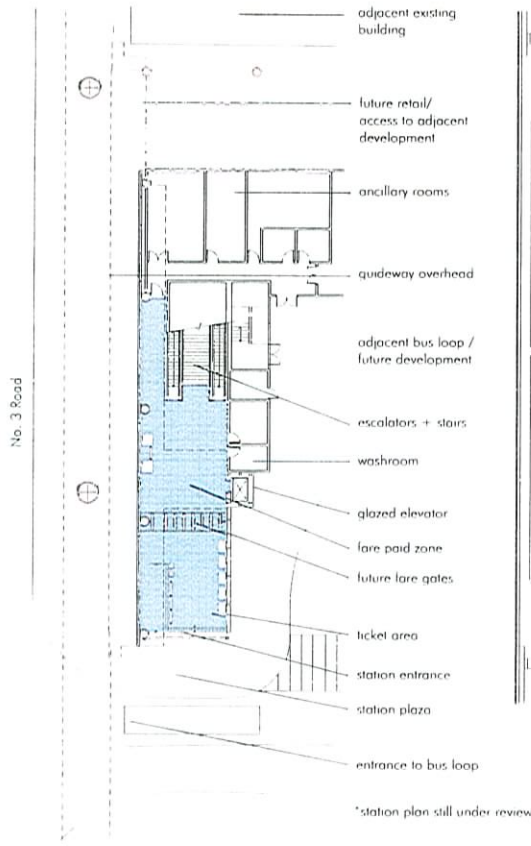 adjacent existing
building
future retail/
access to adjacent
development
ancillary rooms
guideway overhead
adjacent bus loop /
future development
No. 3 Road
escalators + stairs
washroom
glazed elevator
fare paid zone
future fare gates
ticket area
station entrance
station plaza
entrance to bus loop
*station plan still under review